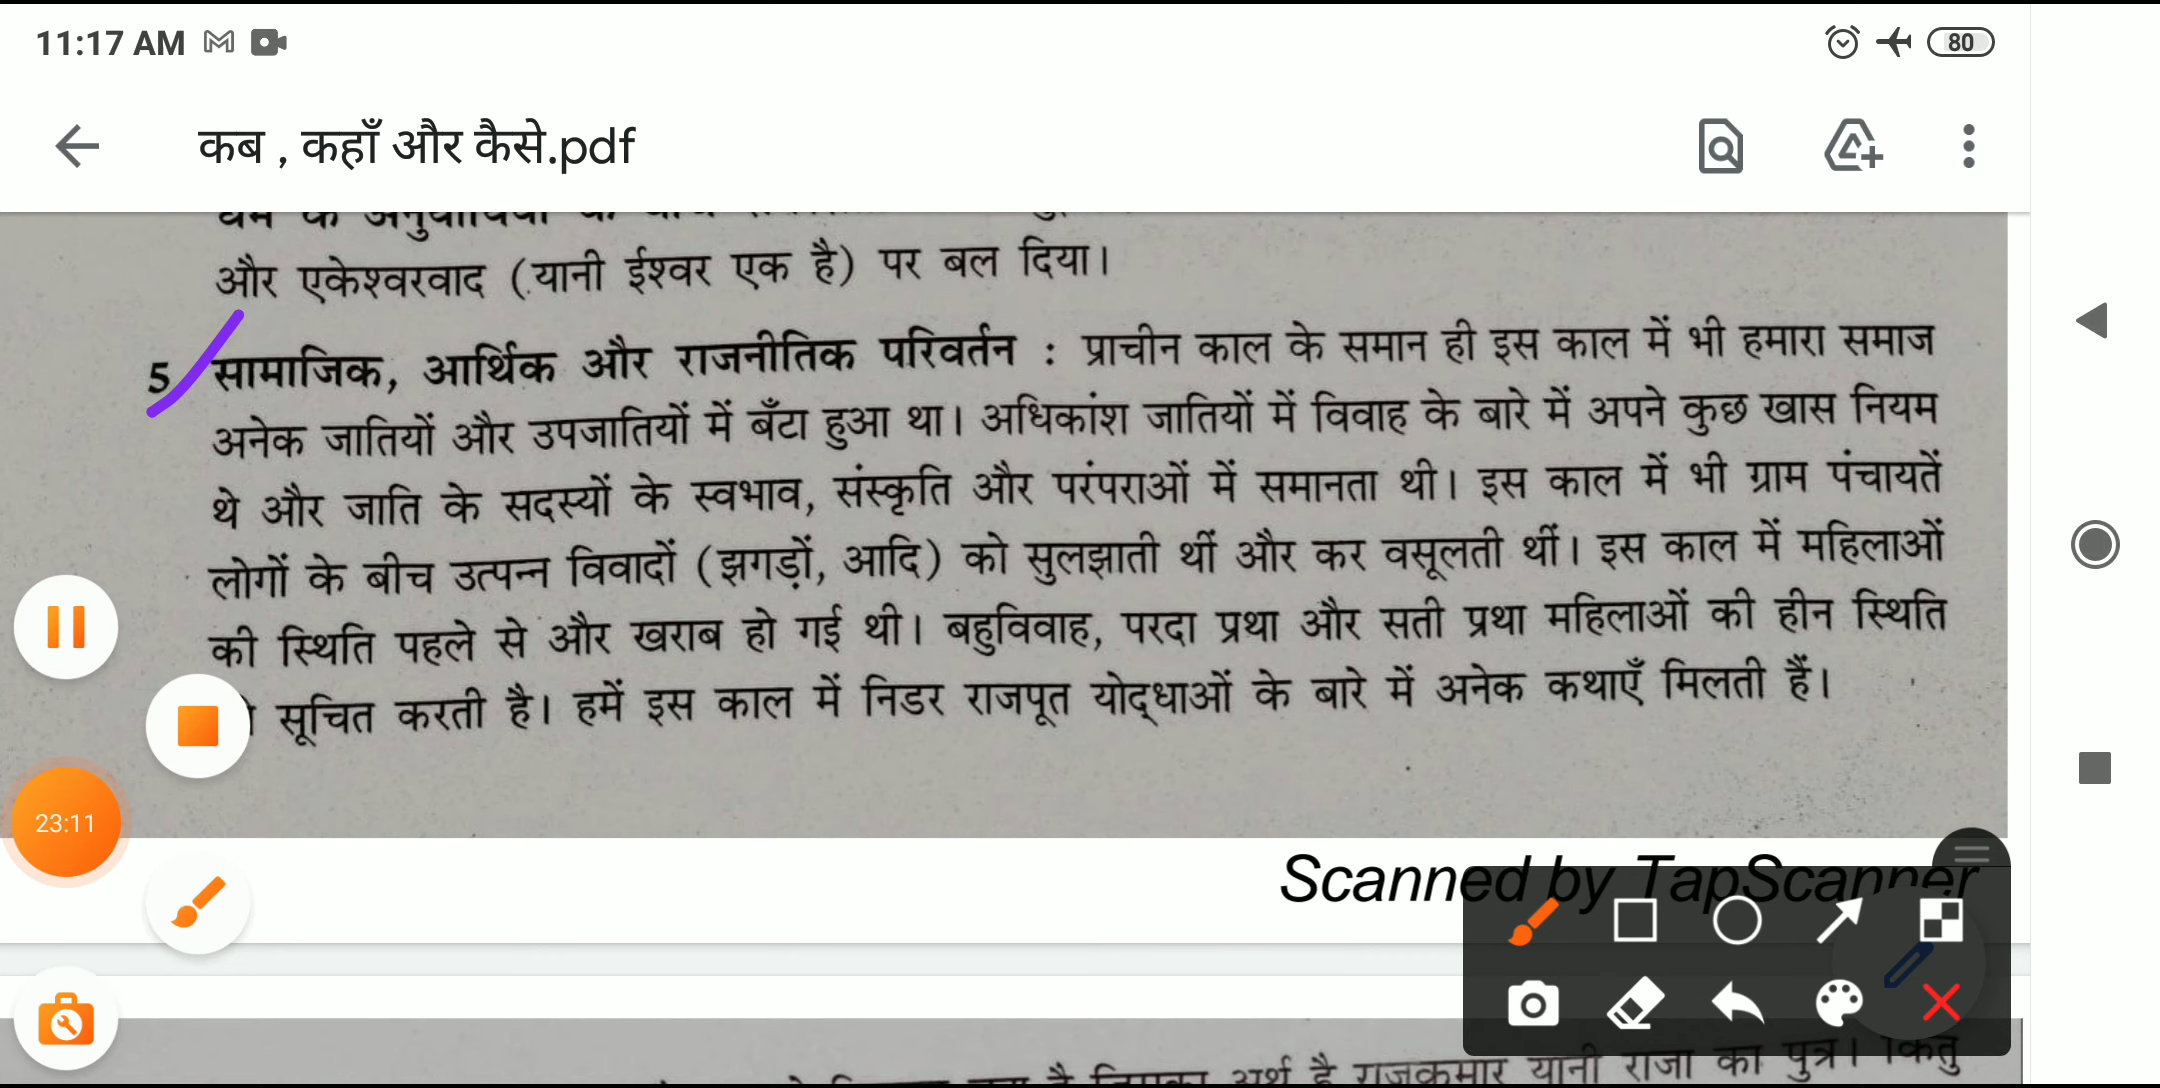 11:17 AM
80
कब , कहाँ और कैसे.pdf
और एकेश्वरवाद (यानी ईश्वर एक है) पर बल दिया।
5 सामाजिक, आर्थिक और राजनीतिक परिवर्तन : प्राचीन काल के समान ही इस काल में भी हमारा समाज
अनेक जातियों और उपजातियों में बँटा हुआ था। अधिकांश जातियों में विवाह के बारे में अपने कुछ खास नियम
थे और जाति के सदस्यों के स्वभाव, संस्कृति और परंपराओं में समानता थी। इस काल में भी ग्राम पंचायतें
लोगों के बीच उत्पन्न विवादों (झगड़ों, आदि) को सुलझाती थीं और कर वसूलती थीं। इस काल में महिलाओं
की स्थिति पहले से और खराब हो गई थी। बहुविवाह, परदा प्रथा और सती प्रथा महिलाओं की हीन स्थिति
सूचित करती है। हमें इस काल में निडर राजपूत योद्धाओं के बारे में अनेक कथाएँ मिलती हैं।
23:11
Scanned by TapScanner
अर्थ है राजकुमार यानी राजा का पुत्र। किंतु